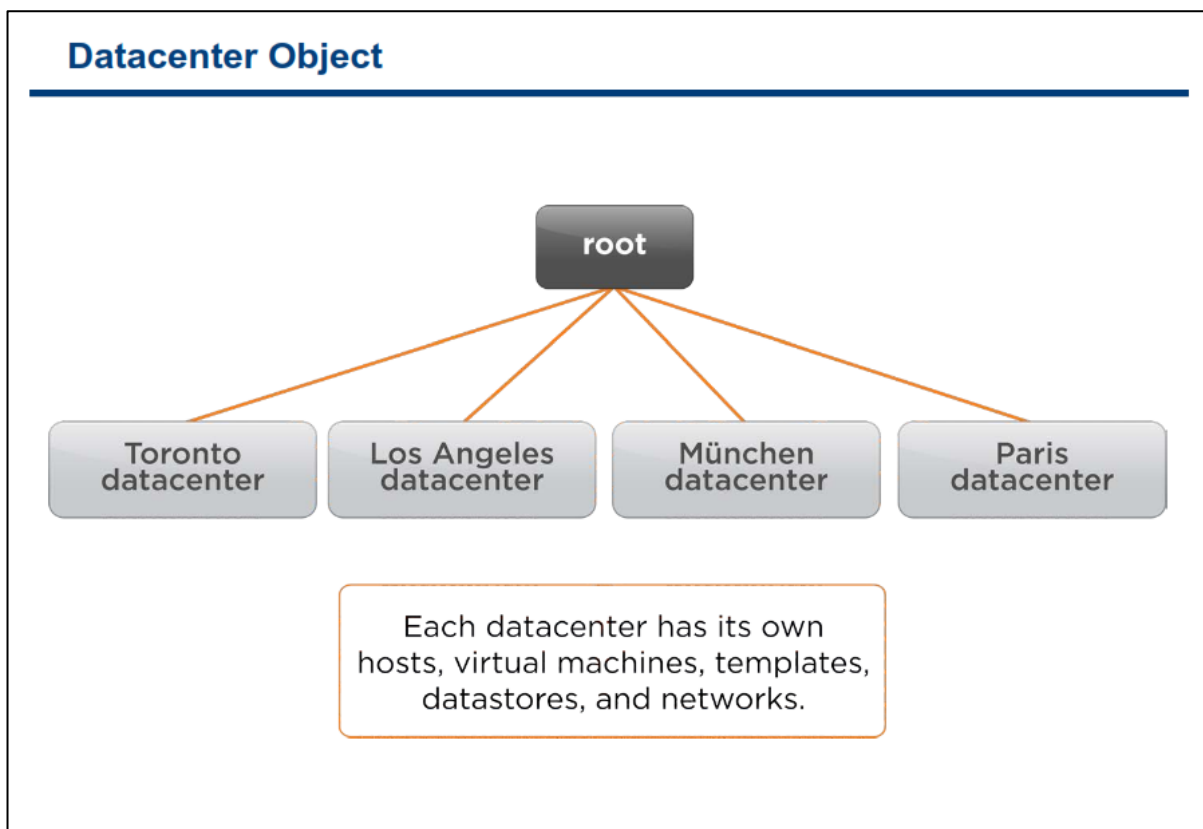 Datacenter Object
root
Toronto
datacenter
Los Angeles
datacenter
München
datacenter
Paris
datacenter
Each datacenter has its own
hosts, virtual machines, templates,
datastores, and networks.